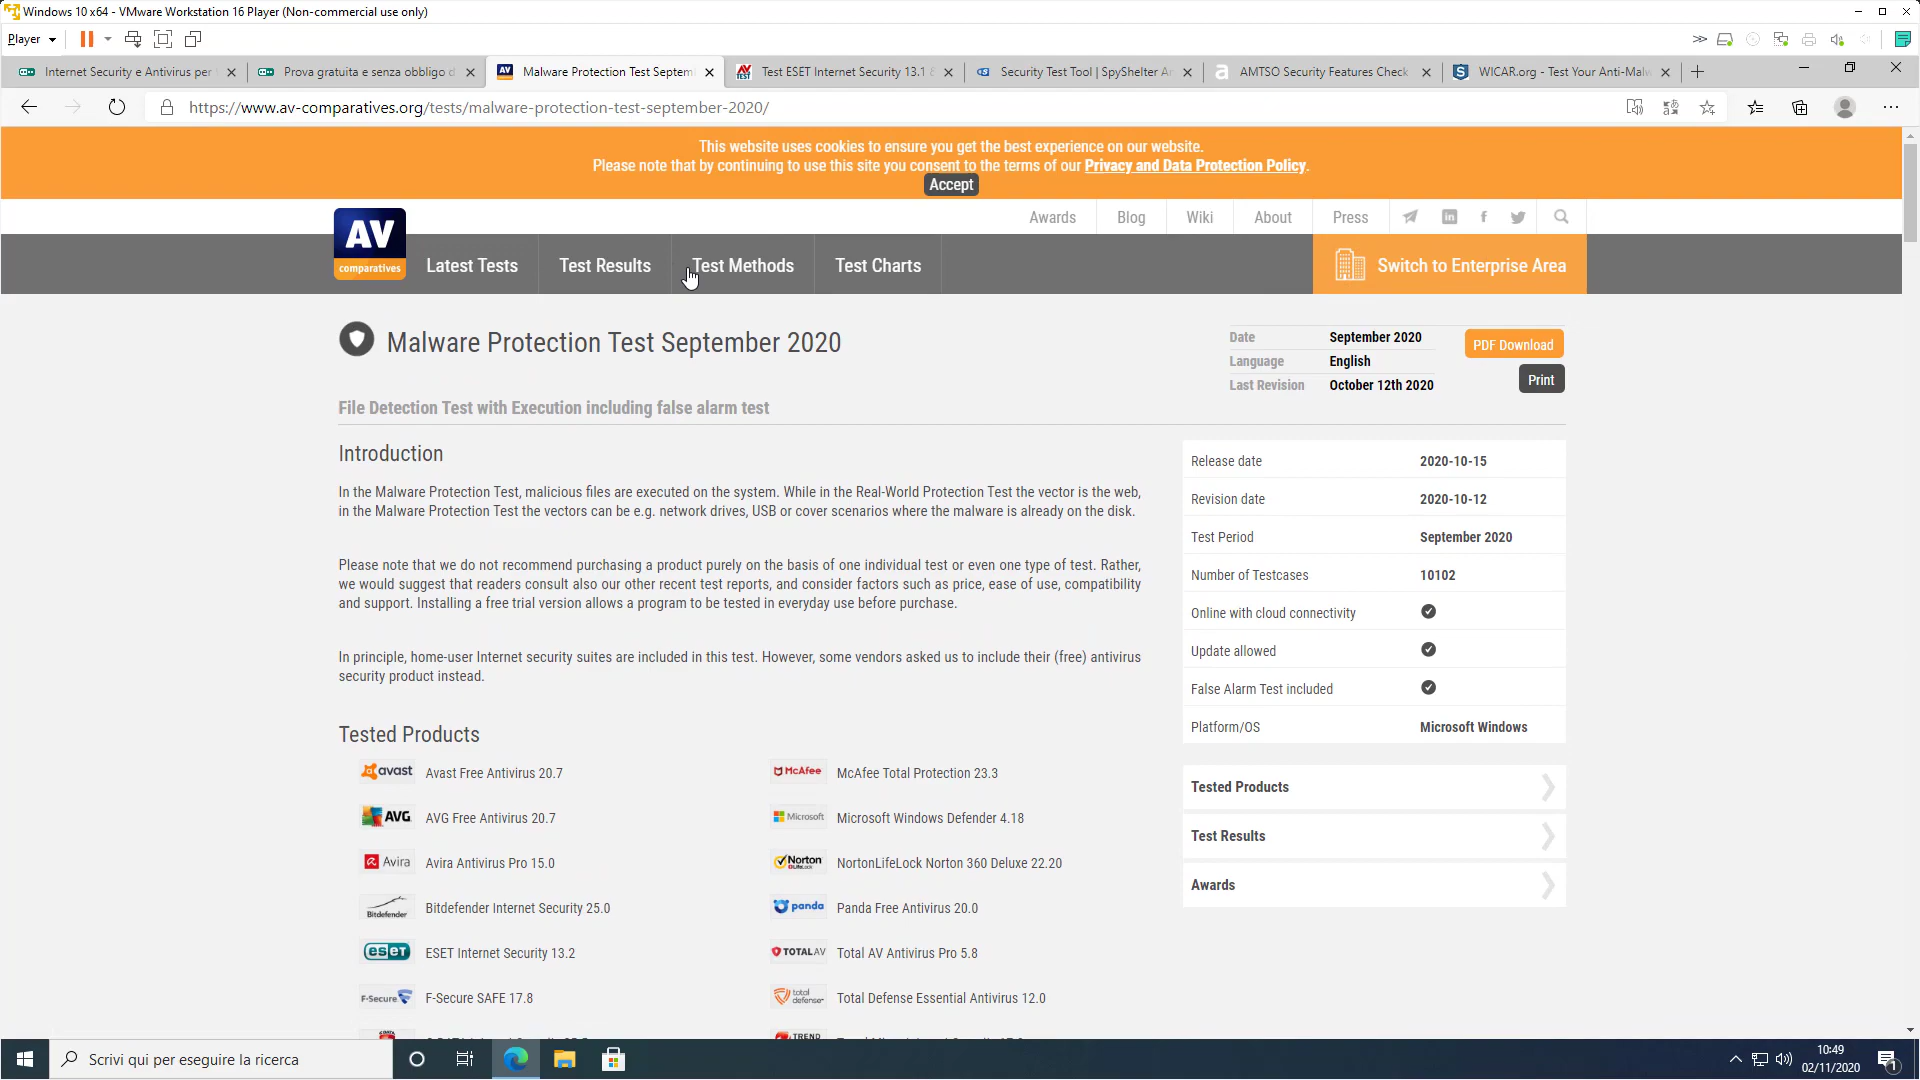 Windows 10 x64 - VMware Workstation 16 Player (Non-commercial use only)
Player
Internet Security e Antivirus per
Prova gratuita e senza obbligo d
Malware Protection Test Septem
Test ESET Internet Security 13.1 &
Security Test Tool | SpyShelter An
AMTSO Security Features Check
WICAR.org - Test Your Anti-Malw
https://www.av-comparatives.org/tests/malware-protection-test-september-2020/
This website uses cookies to ensure you get the best experience on our website.
Please note that by continuing to use this site you consent to the terms of our Privacy and Data Protection Policy.
Accept
Awards
Blog
Wiki
About
Press
AV
comparatives
Latest Tests
Test Results
Test Methods
Test Charts
Switch to Enterprise Area
Malware Protection Test September 2020
Date September 2020
Language English
Last Revision October 12th 2020
PDF Download
Print
File Detection Test with Execution including false alarm test
Introduction
In the Malware Protection Test, malicious files are executed on the system. While in the Real-World Protection Test the vector is the web,
in the Malware Protection Test the vectors can be e.g. network drives, USB or cover scenarios where the malware is already on the disk.
Please note that we do not recommend purchasing a product purely on the basis of one individual test or even one type of test. Rather,
we would suggest that readers consult also our other recent test reports, and consider factors such as price, ease of use, compatibility
and support. Installing a free trial version allows a program to be tested in everyday use before purchase.
In principle, home-user Internet security suites are included in this test. However, some vendors asked us to include their (free) antivirus
security product instead.
Release date 2020-10-15
Revision date 2020-10-12
Test Period September 2020
Number of Testcases 10102
Online with cloud connectivity
Update allowed
False Alarm Test included
Platform/OS Microsoft Windows
Tested Products
Test Results
Awards
Tested Products
avast Avast Free Antivirus 20.7
McAfee McAfee Total Protection 23.3
AVG AVG Free Antivirus 20.7
Microsoft Microsoft Windows Defender 4.18
Avira Avira Antivirus Pro 15.0
Norton NortonLifeLock Norton 360 Deluxe 22.20
Bitdefender Bitdefender Internet Security 25.0
panda Panda Free Antivirus 20.0
eset ESET Internet Security 13.2
TOTALAV Total AV Antivirus Pro 5.8
F-Secure F-Secure SAFE 17.8
total defense Total Defense Essential Antivirus 12.0
TREND
Scrivi qui per eseguire la ricerca
10:49
02/11/2020
1